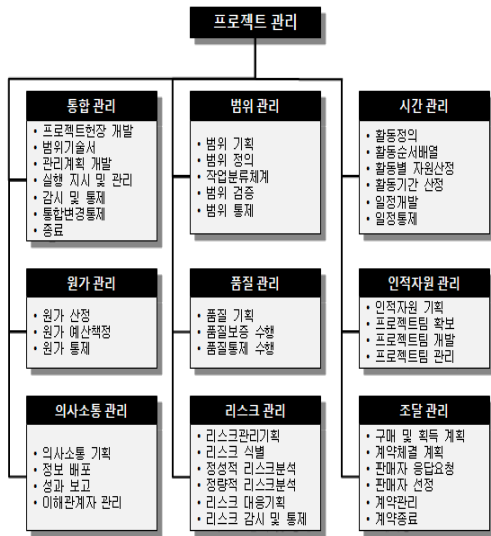 프로젝트 관리
통합 관리
• 프로젝트헌장 개발
• 범위기술서
• 관리계획 개발
• 실행 지시 및 관리
• 감시 및 통제
• 통합변경통제
• 종료
범위 관리
• 범위 기획
• 범위 정의
• 작업분류체계
• 범위 검증
• 범위 통제
시간 관리
• 활동정의
• 활동순서배열
• 활동별 자원산정
• 활동기간 산정
• 일정개발
• 일정통제
원가 관리
• 원가 산정
• 원가 예산책정
• 원가 통제
품질 관리
• 품질 기획
• 품질보증 수행
• 품질통제 수행
인적자원 관리
• 인적자원 기획
• 프로젝트팀 확보
• 프로젝트팀 개발
• 프로젝트팀 관리
의사소통 관리
• 의사소통 기획
• 정보 배포
• 성과 보고
• 이해관계자 관리
리스크 관리
• 리스크관리기획
• 리스크 식별
• 정성적 리스크분석
• 정량적 리스크분석
• 리스크 대응기획
• 리스크 감시 및 통제
조달 관리
• 구매 및 획득 계획
• 계약체결 계획
• 판매자 응답요청
• 판매자 선정
• 계약관리
• 계약종료